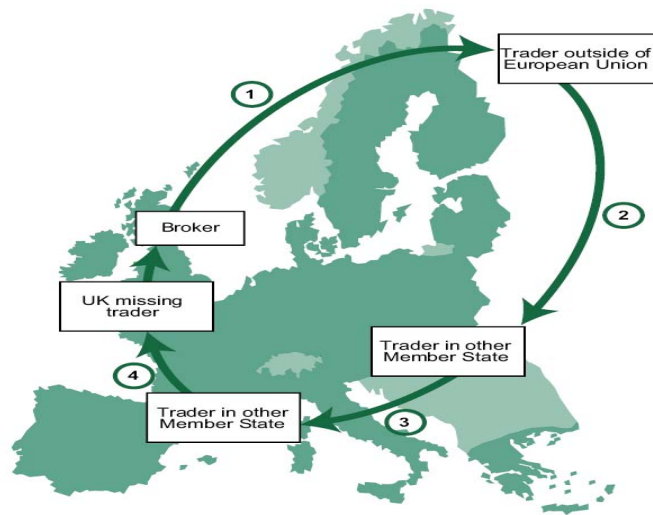 Trader outside of
European Union
1
2
Broker
UK missing
trader
Trader in other
Member State
4
Trader in other
Member State
3